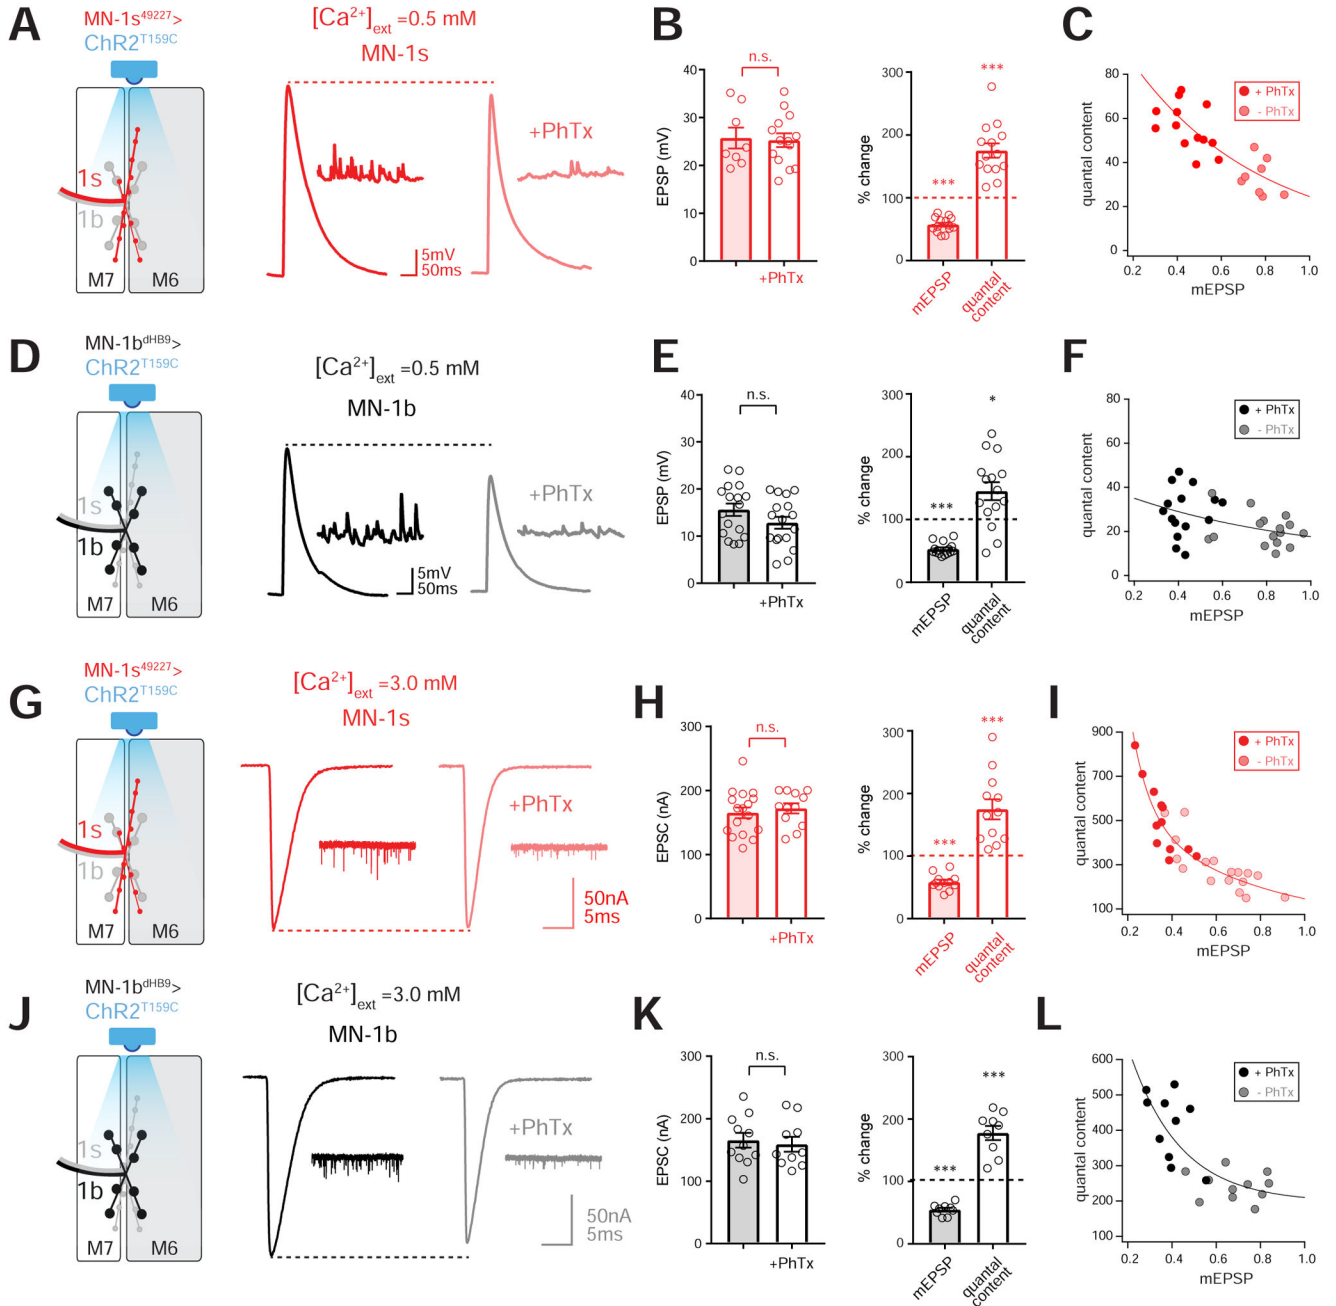 A
MN-1s49227>
ChR2T159C
1s
1b
M7
M6
[Ca2+]ext =0.5 mM
MN-1s
+PhTx
5mV
50ms
B
EPSP (mV)
40
30
20
10
0
n.s.
+PhTx
% change
300
200
100
0
***
***
mEPSP
quantal
content
C
quantal content
80
60
40
20
0
+ PhTx
- PhTx
0.2 0.4 0.6 0.8 1.0
mEPSP
D
MN-1bdHB9>
ChR2T159C
1s
1b
M7
M6
[Ca2+]ext =0.5 mM
MN-1b
+PhTx
5mV
50ms
E
EPSP (mV)
40
30
20
10
0
n.s.
+PhTx
% change
300
200
100
0
***
*
mEPSP
quantal
content
F
quantal content
80
60
40
20
0
+ PhTx
- PhTx
0.2 0.4 0.6 0.8 1.0
mEPSP
G
MN-1s49227>
ChR2T159C
1s
1b
M7
M6
[Ca2+]ext =3.0 mM
MN-1s
+PhTx
50nA
5ms
H
EPSC (nA)
300
200
100
0
n.s.
+PhTx
% change
300
200
100
0
***
***
mEPSP
quantal
content
I
quantal content
900
700
500
300
100
+ PhTx
- PhTx
0.2 0.4 0.6 0.8 1.0
mEPSP
J
MN-1bdHB9>
ChR2T159C
1s
1b
M7
M6
[Ca2+]ext =3.0 mM
MN-1b
+PhTx
50nA
5ms
K
EPSC (nA)
300
200
100
0
n.s.
+PhTx
% change
300
200
100
0
***
***
mEPSP
quantal
content
L
quantal content
600
500
400
300
200
100
+ PhTx
- PhTx
0.2 0.4 0.6 0.8 1.0
mEPSP